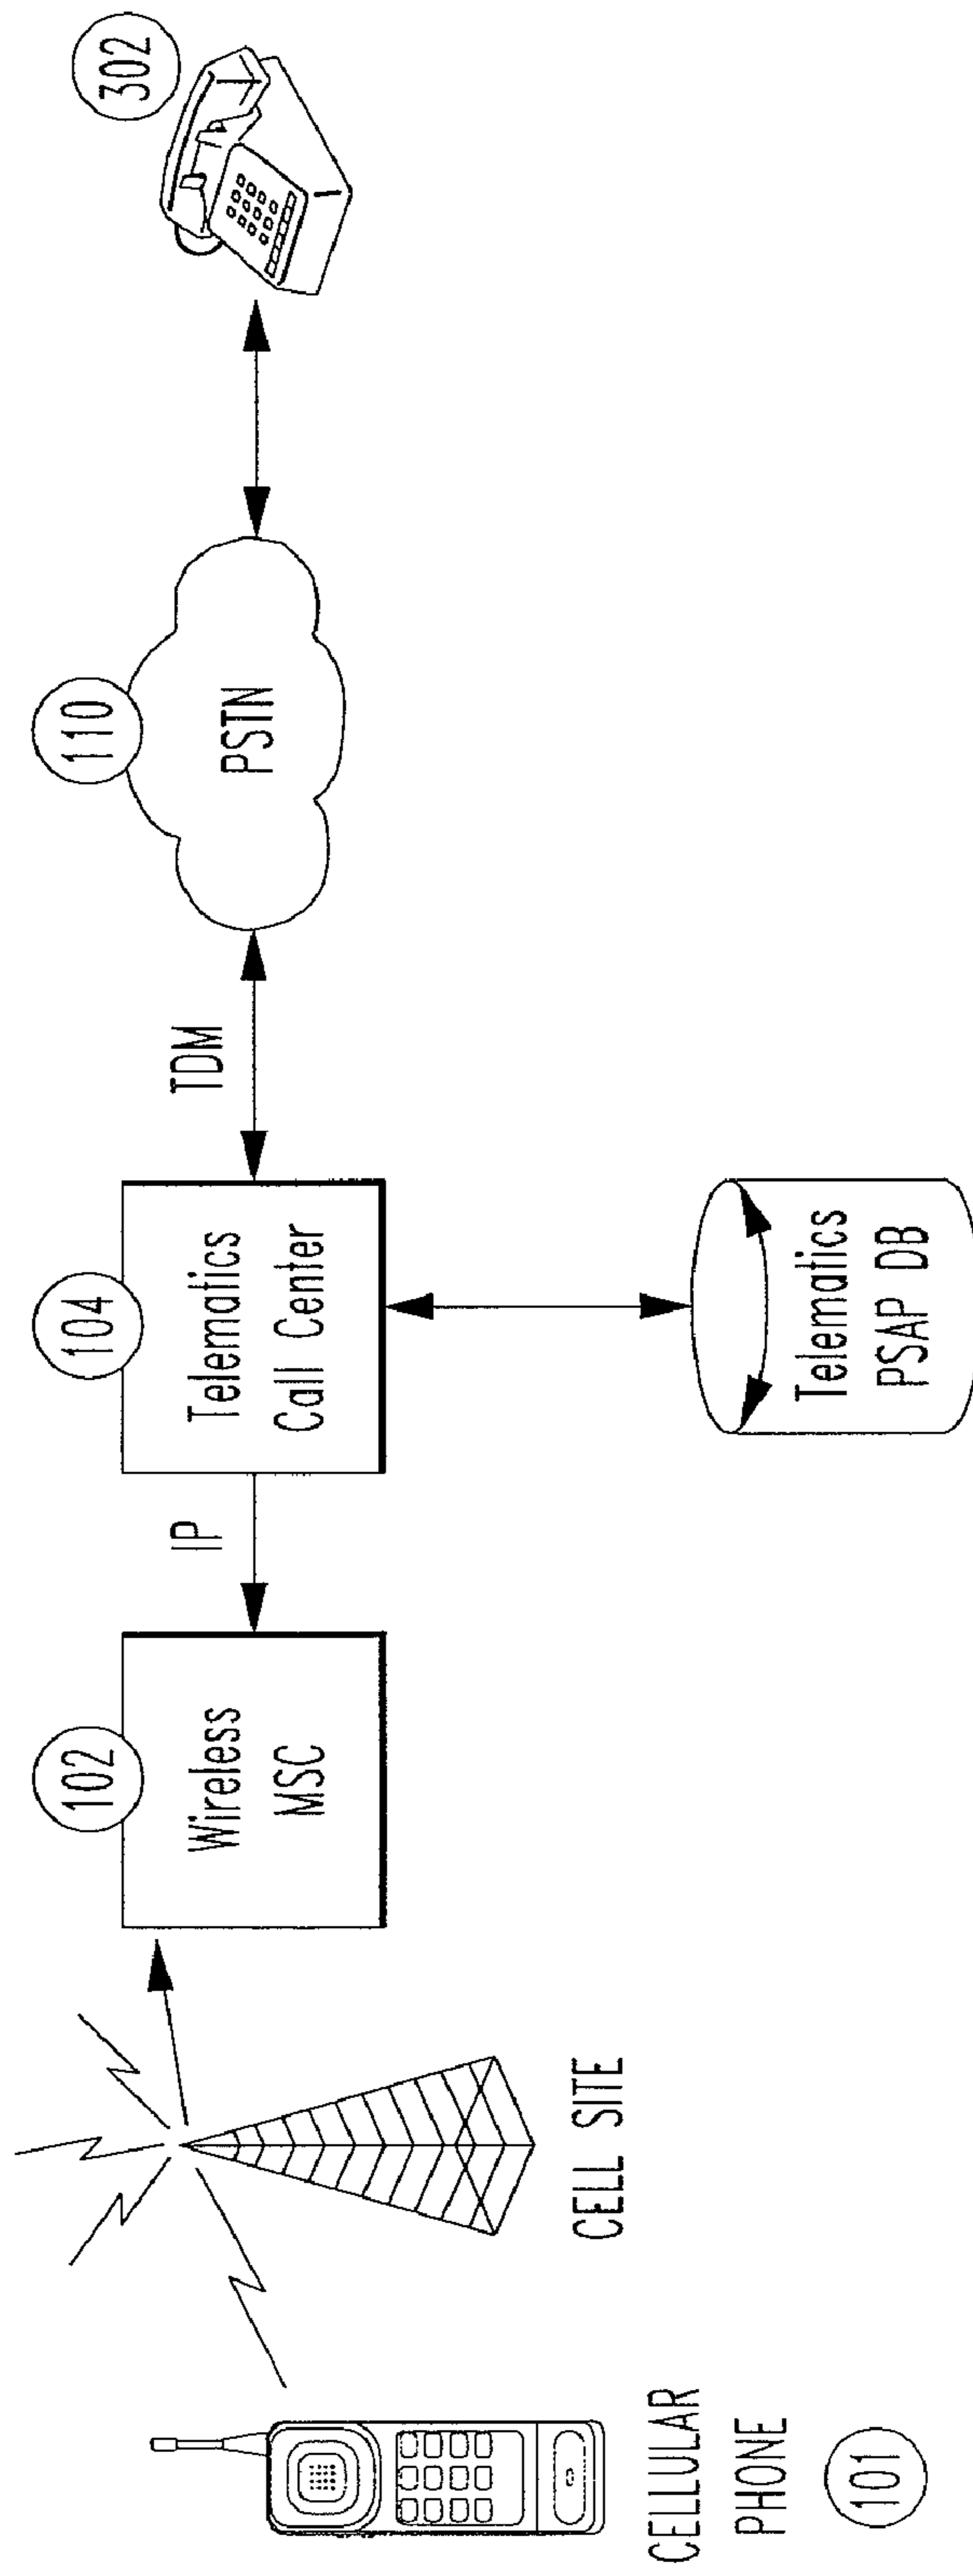 302
110
PSTN
TDM
104
Telematics
Call Center
Telematics
PSAP DB
IP
102
Wireless
MSC
CELL SITE
CELLULAR
PHONE
101